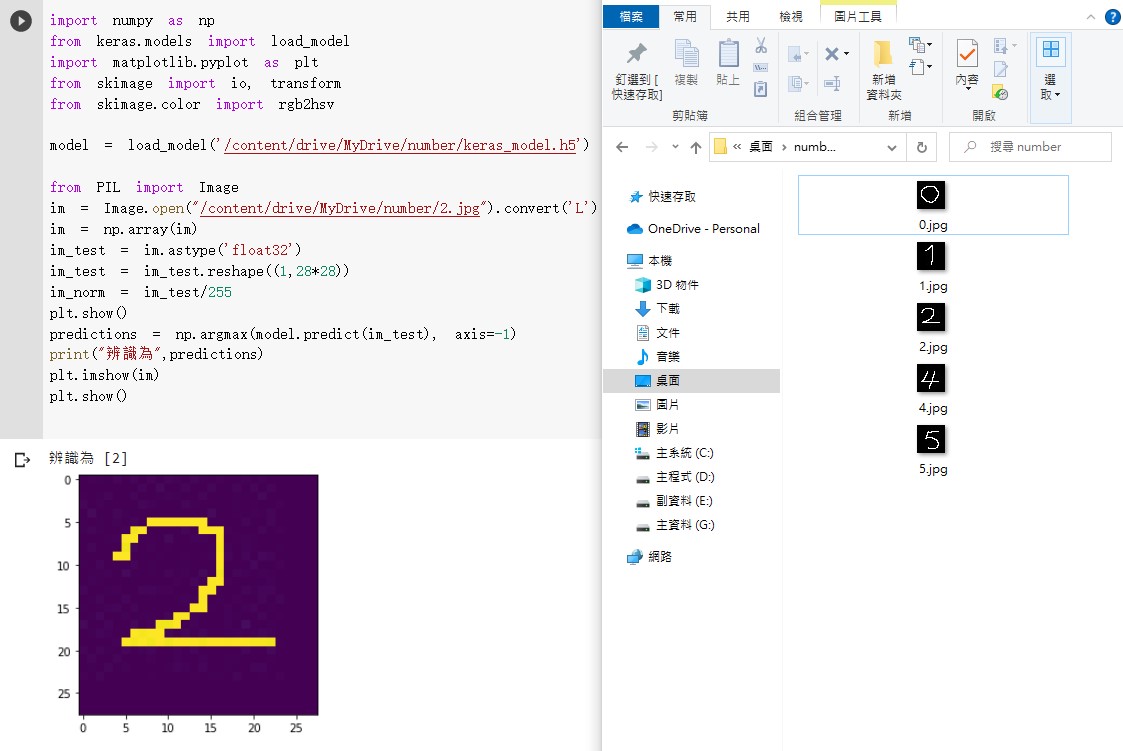 import numpy as np
from keras.models import load_model
import matplotlib.pyplot as plt
from skimage import io, transform
from skimage.color import rgb2hsv
model = load_model('/content/drive/MyDrive/number/keras_model.h5')
from PIL import Image
im = Image.open("/content/drive/MyDrive/number/2.jpg").convert('L')
im = np.array(im)
im_test = im.astype('float32')
im_test = im_test.reshape((1,28*28))
im_norm = im_test/255
plt.show()
predictions = np.argmax(model.predict(im_test), axis=-1)
print("辨識為",predictions)
plt.imshow(im)
plt.show()
辨識為 [2]
0
5
10
15
20
25
0 5 10 15 20 25
2
檔案 常用 共用 檢視 圖片工具
釘選到 [
快速存取]
複製
貼上
新增
資料夾
內容
選
取
剪貼簿 組合管理 新增 開啟
« 桌面 › numb...
搜尋 number
快速存取
OneDrive - Personal
本機
3D 物件
下載
文件
音樂
桌面
圖片
影片
主系統 (C:)
主程式 (D:)
副資料 (E:)
主資料 (G:)
網路
0
0.jpg
1
1.jpg
2
2.jpg
4
4.jpg
5
5.jpg